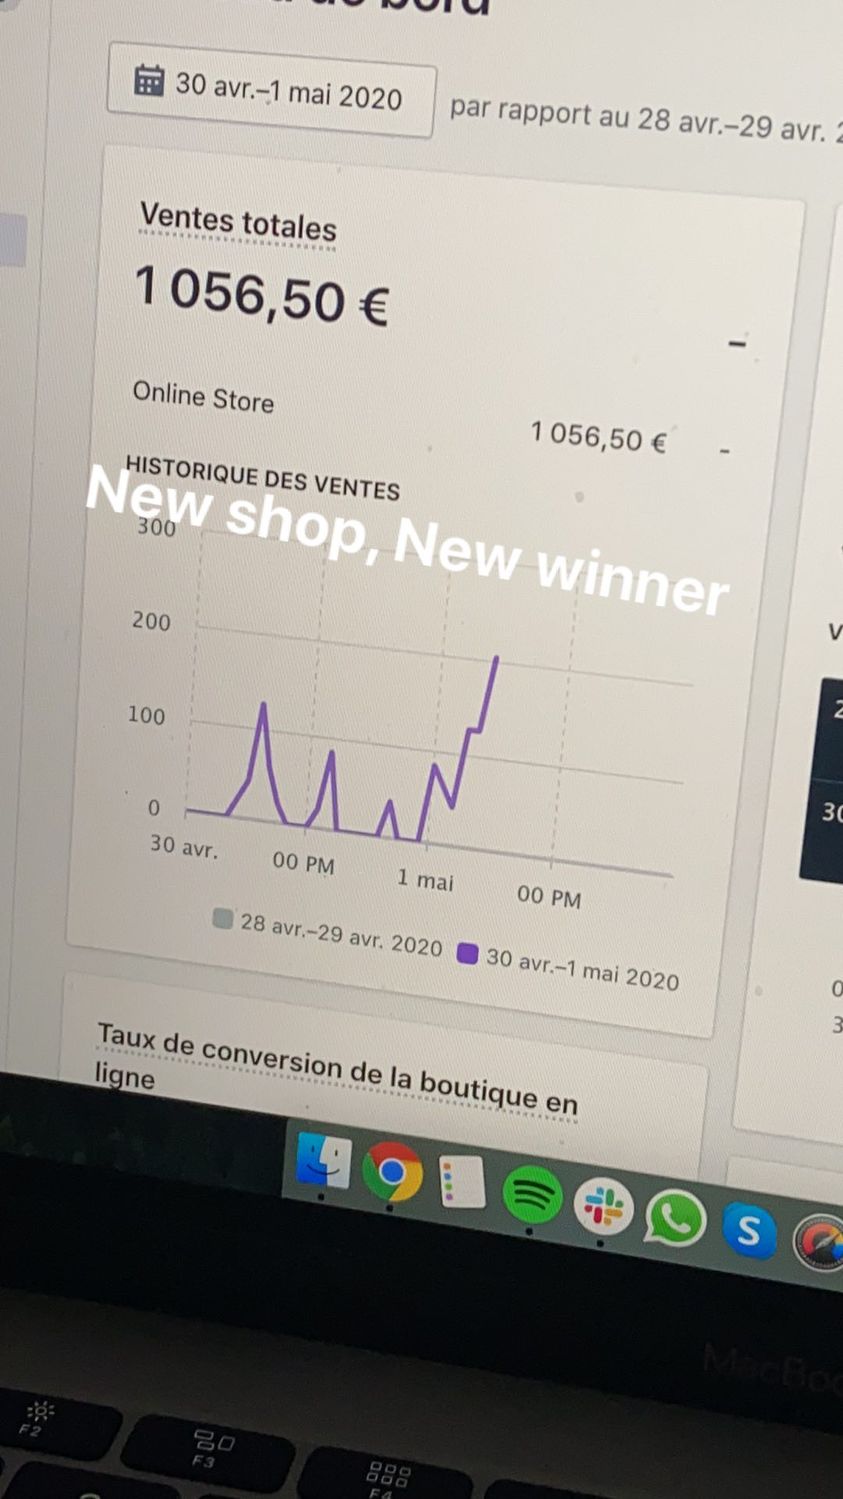 bord
30 avr.–1 mai 2020
par rapport au 28 avr.–29 avr.
Ventes totales
1 056,50 €
–
Online Store
1 056,50 €
-
HISTORIQUE DES VENTES
New shop, New winner
300
200
100
0
30 avr.
00 PM
1 mai
00 PM
28 avr.–29 avr. 2020
30 avr.–1 mai 2020
Taux de conversion de la boutique en
ligne
S
MacBoo
F2
F3
F4